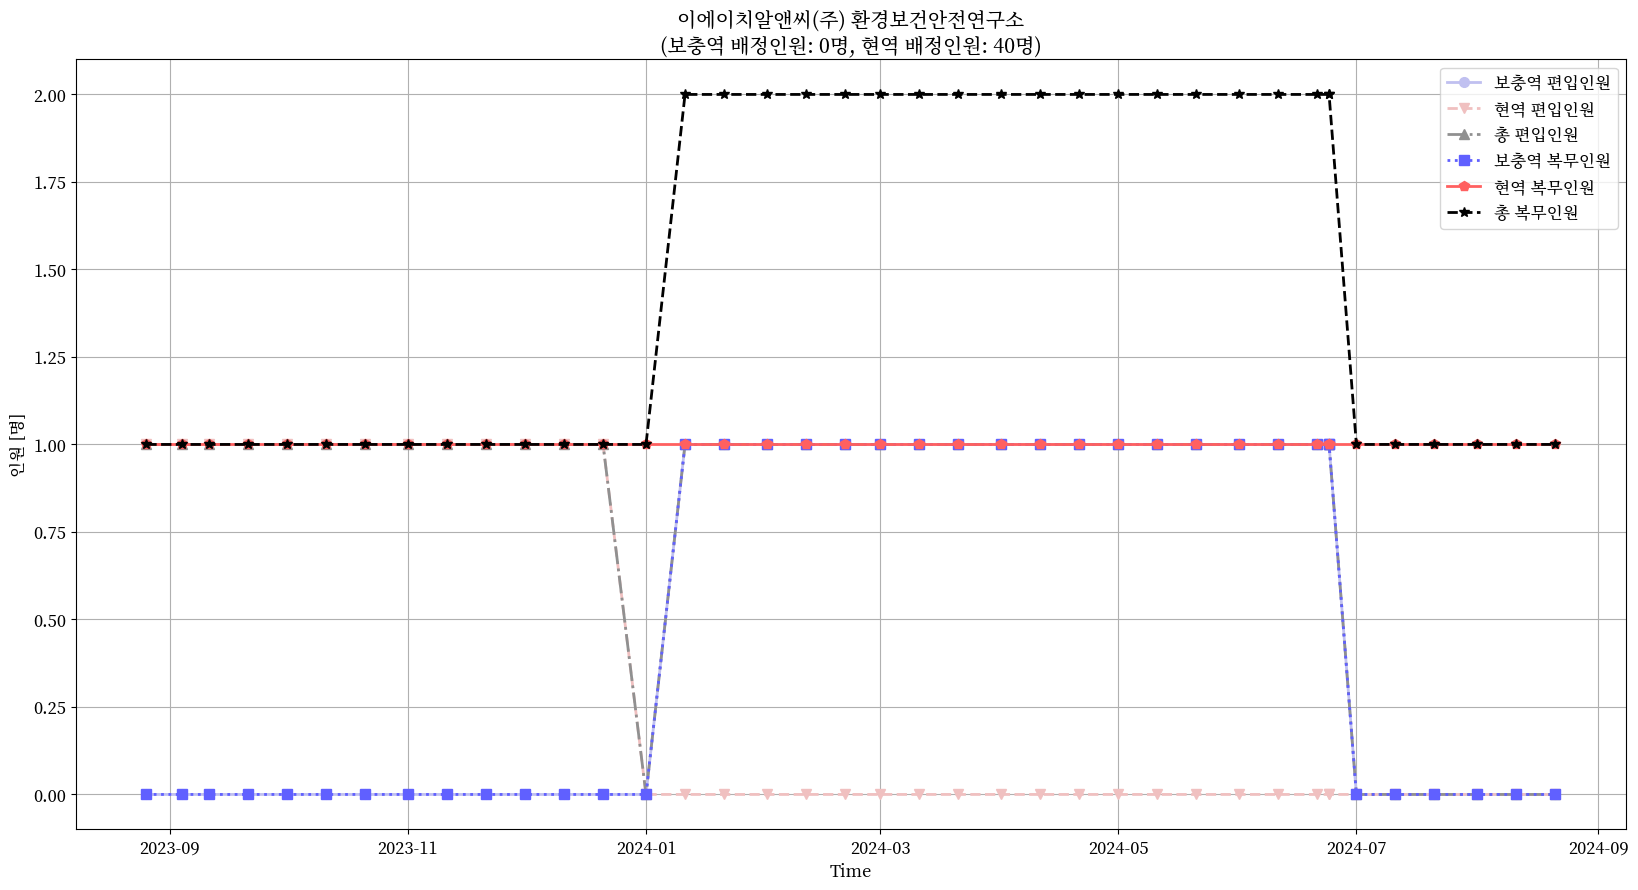 이에이치알앤씨(주) 환경보건안전연구소
(보충역 배정인원: 0명, 현역 배정인원: 40명)
보충역 편입인원
현역 편입인원
총 편입인원
보충역 복무인원
현역 복무인원
총 복무인원
인원 [명]
2.00
1.75
1.50
1.25
1.00
0.75
0.50
0.25
0.00
2023-09
2023-11
2024-01
2024-03
2024-05
2024-07
2024-09
Time